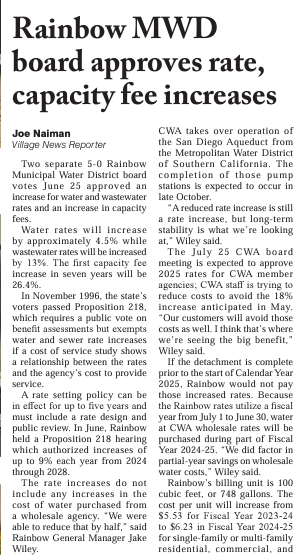 Rainbow MWD
board approves rate,
capacity fee increases
Joe Naiman
Village News Reporter
Two separate 5-0 Rainbow
Municipal Water District board
votes June 25 approved an
increase for water and wastewater
rates and an increase in capacity
fees.
Water rates will increase
by approximately 4.5% while
wastewater rates will be increased
by 13%. The first capacity fee
increase in seven years will be
26.4%.
In November 1996, the state's
voters passed Proposition 218,
which requires a public vote on
benefit assessments but exempts
water and sewer rate increases
if a cost of service study shows
a relationship between the rates
and the agency's cost to provide
service.
A rate setting policy can be
in effect for up to five years and
must include a rate design and
public review. In June, Rainbow
held a Proposition 218 hearing
which authorized increases of
up to 9% each year from 2024
through 2028.
The rate increases do not
include any increases in the
cost of water purchased from
a wholesale agency. "We were
able to reduce that by half," said
Rainbow General Manager Jake
Wiley.
CWA takes over operation of
the San Diego Aqueduct from
the Metropolitan Water District
of Southern California. The
completion of those pump
stations is expected to occur in
late October.
"A reduced rate increase is still
a rate increase, but long-term
stability is what we're looking
at," Wiley said.
The July 25 CWA board
meeting is expected to approve
2025 rates for CWA member
agencies; CWA staff is trying to
reduce costs to avoid the 18%
increase anticipated in May.
"Our customers will avoid those
costs as well. I think that's where
we're seeing the big benefit,"
Wiley said.
If the detachment is complete
prior to the start of Calendar Year
2025, Rainbow would not pay
those increased rates. Because
the Rainbow rates utilize a fiscal
year from July 1 to June 30, water
at CWA wholesale rates will be
purchased during part of Fiscal
Year 2024-25. "We did factor in
partial-year savings on wholesale
water costs," Wiley said.
Rainbow's billing unit is 100
cubic feet, or 748 gallons. The
cost per unit will increase from
$5.53 for Fiscal Year 2023-24
to $6.23 in Fiscal Year 2024-25
for single-family or multi-family
residential, commercial, and